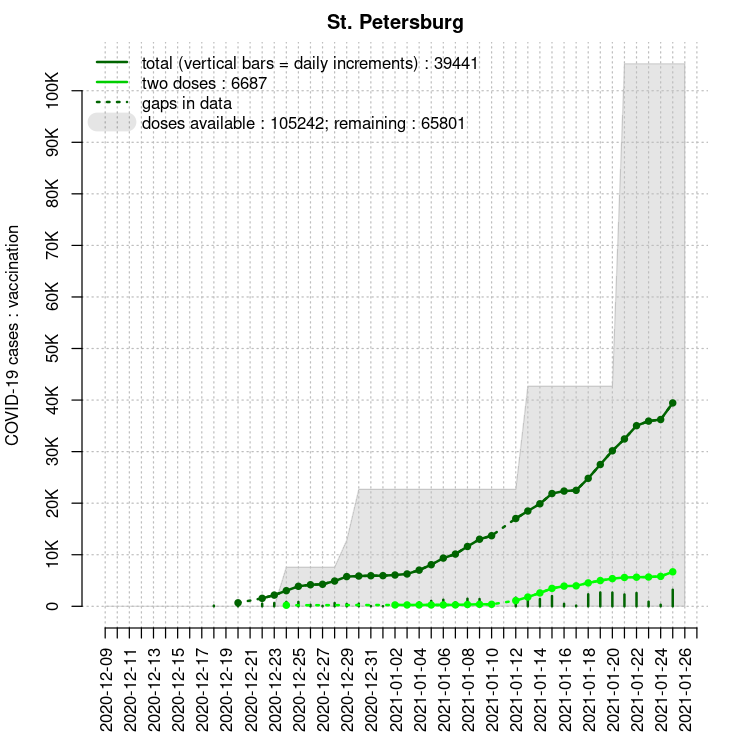 St. Petersburg
total (vertical bars = daily increments) : 39441
two doses : 6687
gaps in data
doses available : 105242; remaining : 65801
COVID-19 cases : vaccination
100K
90K
80K
70K
60K
50K
40K
30K
20K
10K
0
2020-12-09
2020-12-11
2020-12-13
2020-12-15
2020-12-17
2020-12-19
2020-12-21
2020-12-23
2020-12-25
2020-12-27
2020-12-29
2020-12-31
2021-01-02
2021-01-04
2021-01-06
2021-01-08
2021-01-10
2021-01-12
2021-01-14
2021-01-16
2021-01-18
2021-01-20
2021-01-22
2021-01-24
2021-01-26